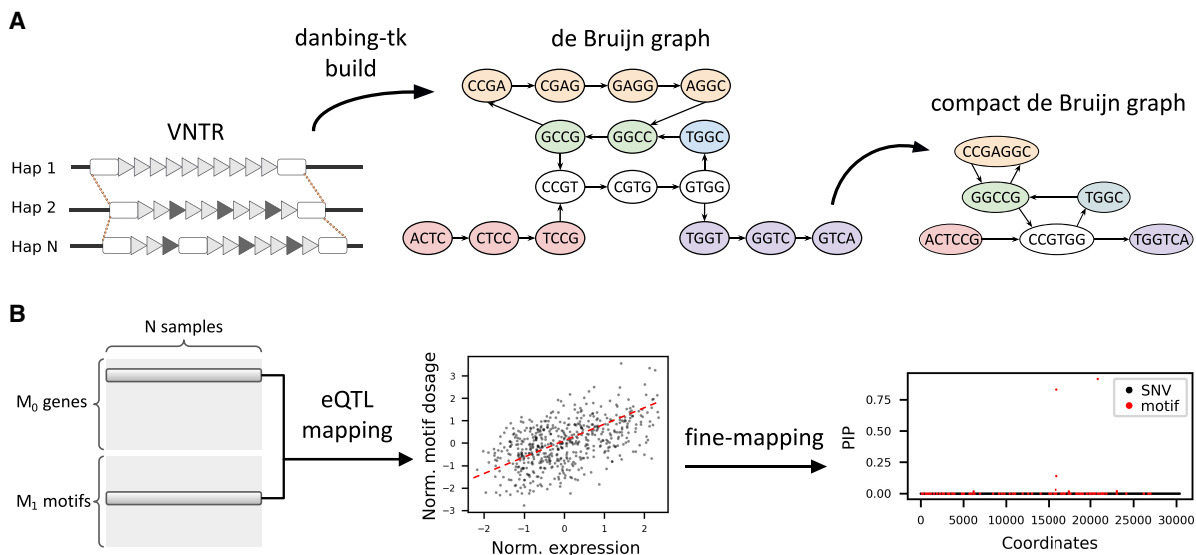 A
danbing-tk
build
de Bruijn graph
compact de Bruijn graph
VNTR
Hap 1
Hap 2
Hap N
CCGA CGAG GAGG AGGC
GCCG GGCC TGGC
CCGT CGTG GTGG
ACTC CTCC TCCG TGGT GGTC GTCA
CCGAGGC
GGCCG TGGC
ACTCCG CCGTGG TGGTCA
B
N samples
M₀ genes
M₁ motifs
eQTL
mapping
Norm. motif dosage
3
2
1
0
−1
−2
−3
−2 −1 0 1 2
Norm. expression
fine-mapping
PIP
0.75
0.50
0.25
0.00
SNV
motif
0 5000 10000 15000 20000 25000 30000
Coordinates